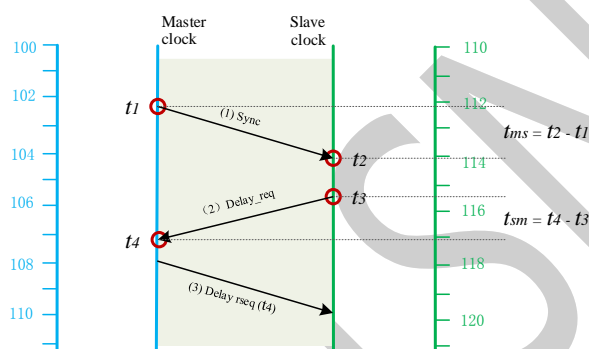 Master
clock
Slave
clock
100
110
102
t1
(1) Sync
112
tms = t2 - t1
104
t2
114
106
(2) Delay_req
t3
116
tsm = t4 - t3
t4
108
118
(3) Delay rseq (t4)
110
120